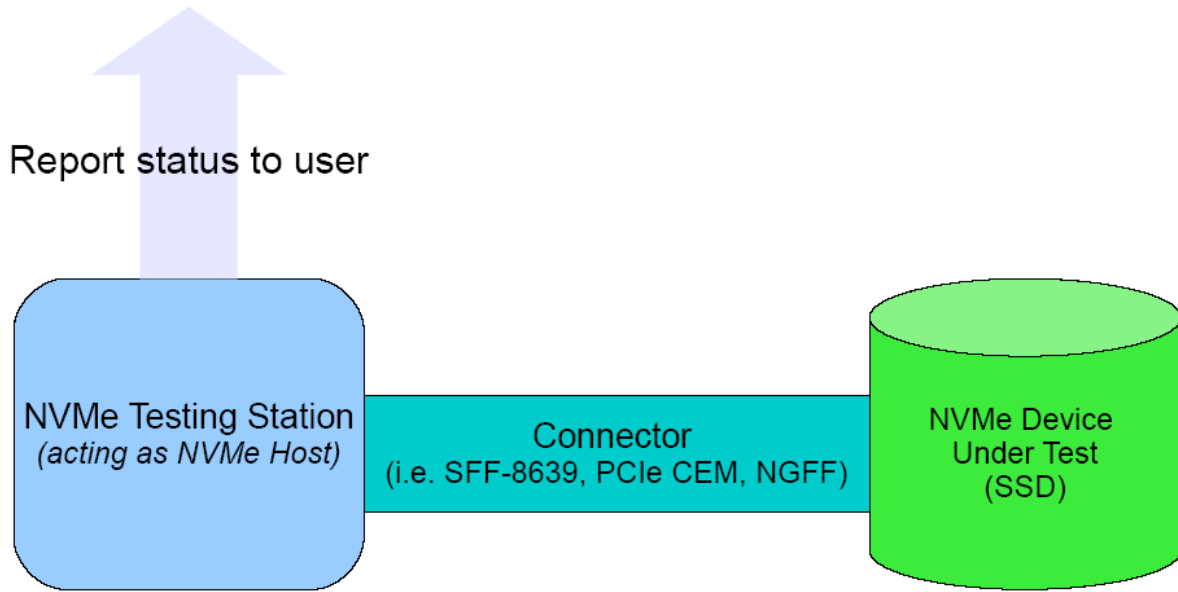 Report status to user
NVMe Testing Station
(acting as NVMe Host)
Connector
(i.e. SFF-8639, PCIe CEM, NGFF)
NVMe Device
Under Test
(SSD)